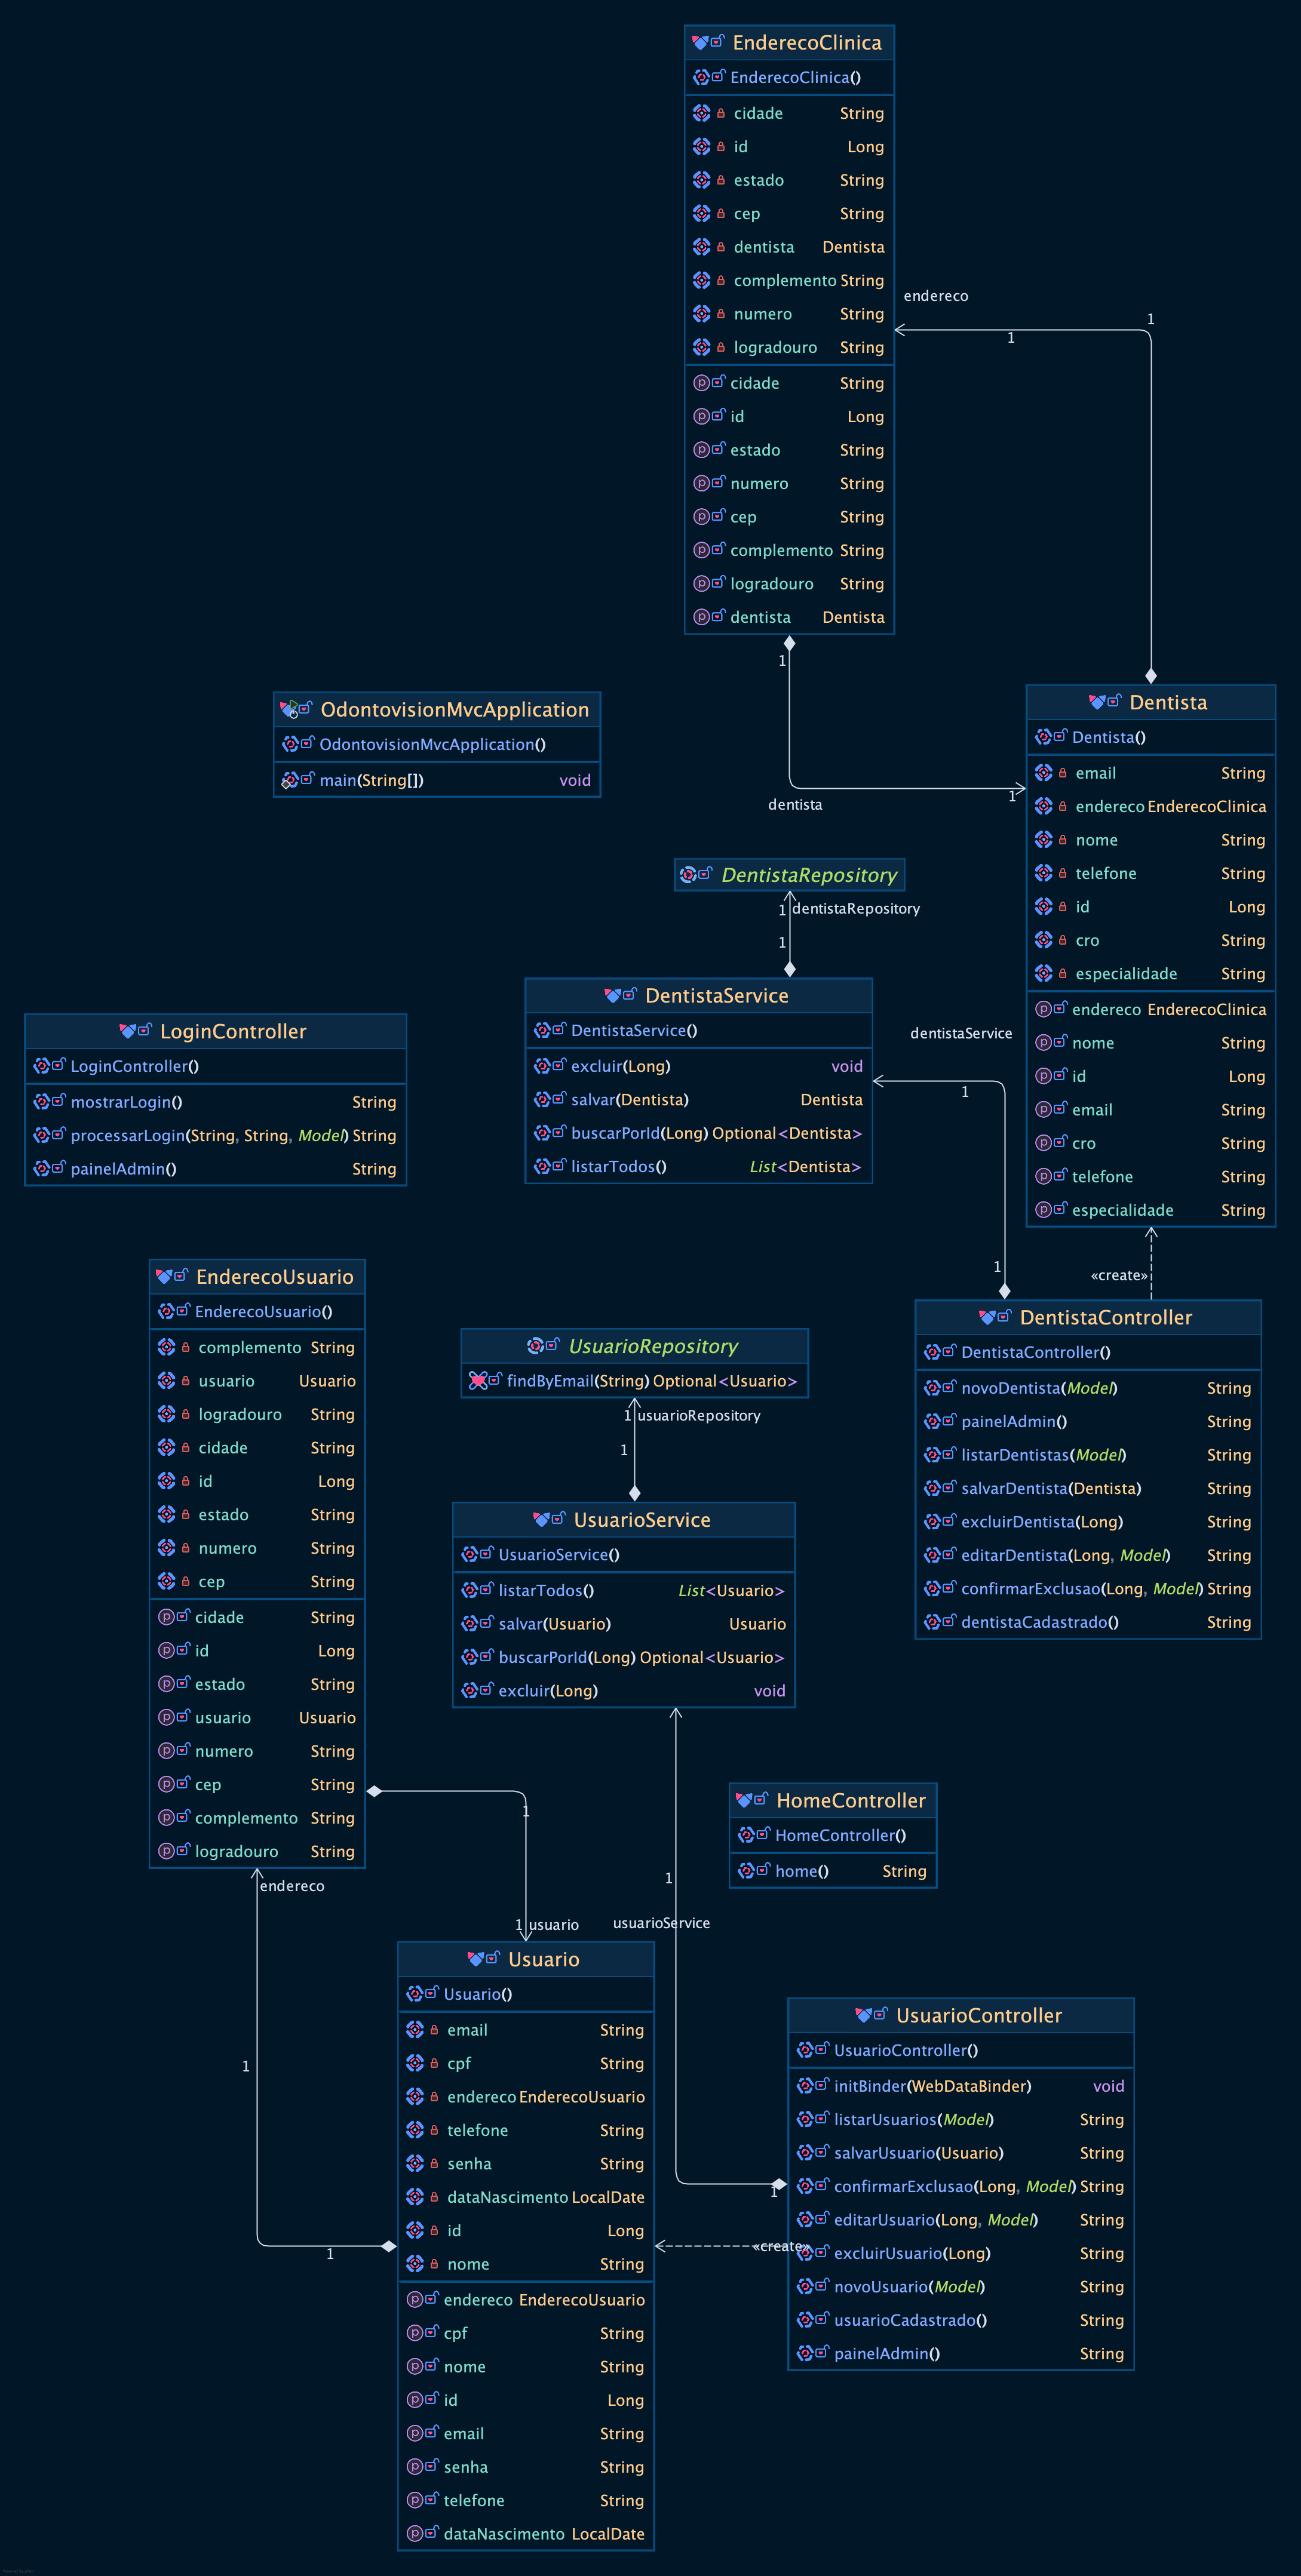 EnderecoClinica
EnderecoClinica()
cidade String
id Long
estado String
cep String
dentista Dentista
complemento String
numero String
logradouro String
cidade String
id Long
estado String
numero String
cep String
complemento String
logradouro String
dentista Dentista
endereco
1
1
1
dentista
1
OdontovisionMvcApplication
OdontovisionMvcApplication()
main(String[]) void
Dentista
Dentista()
email String
endereco EnderecoClinica
nome String
telefone String
id Long
cro String
especialidade String
endereco EnderecoClinica
nome String
id Long
email String
cro String
telefone String
especialidade String
DentistaRepository
1 dentistaRepository
1
DentistaService
DentistaService()
excluir(Long) void
salvar(Dentista) Dentista
buscarPorId(Long) Optional<Dentista>
listarTodos() List<Dentista>
dentistaService
1
1
«create»
LoginController
LoginController()
mostrarLogin() String
processarLogin(String, String, Model) String
painelAdmin() String
DentistaController
DentistaController()
novoDentista(Model) String
painelAdmin() String
listarDentistas(Model) String
salvarDentista(Dentista) String
excluirDentista(Long) String
editarDentista(Long, Model) String
confirmarExclusao(Long, Model) String
dentistaCadastrado() String
EnderecoUsuario
EnderecoUsuario()
complemento String
usuario Usuario
logradouro String
cidade String
id Long
estado String
numero String
cep String
cidade String
id Long
estado String
usuario Usuario
numero String
cep String
complemento String
logradouro String
UsuarioRepository
findByEmail(String) Optional<Usuario>
1 usuarioRepository
1
UsuarioService
UsuarioService()
listarTodos() List<Usuario>
salvar(Usuario) Usuario
buscarPorId(Long) Optional<Usuario>
excluir(Long) void
HomeController
HomeController()
home() String
1
endereco
1
1 usuario
usuarioService
1
1
1
1
«create»
Usuario
Usuario()
email String
cpf String
endereco EnderecoUsuario
telefone String
senha String
dataNascimento LocalDate
id Long
nome String
endereco EnderecoUsuario
cpf String
nome String
id Long
email String
senha String
telefone String
dataNascimento LocalDate
UsuarioController
UsuarioController()
initBinder(WebDataBinder) void
listarUsuarios(Model) String
salvarUsuario(Usuario) String
confirmarExclusao(Long, Model) String
editarUsuario(Long, Model) String
excluirUsuario(Long) String
novoUsuario(Model) String
usuarioCadastrado() String
painelAdmin() String